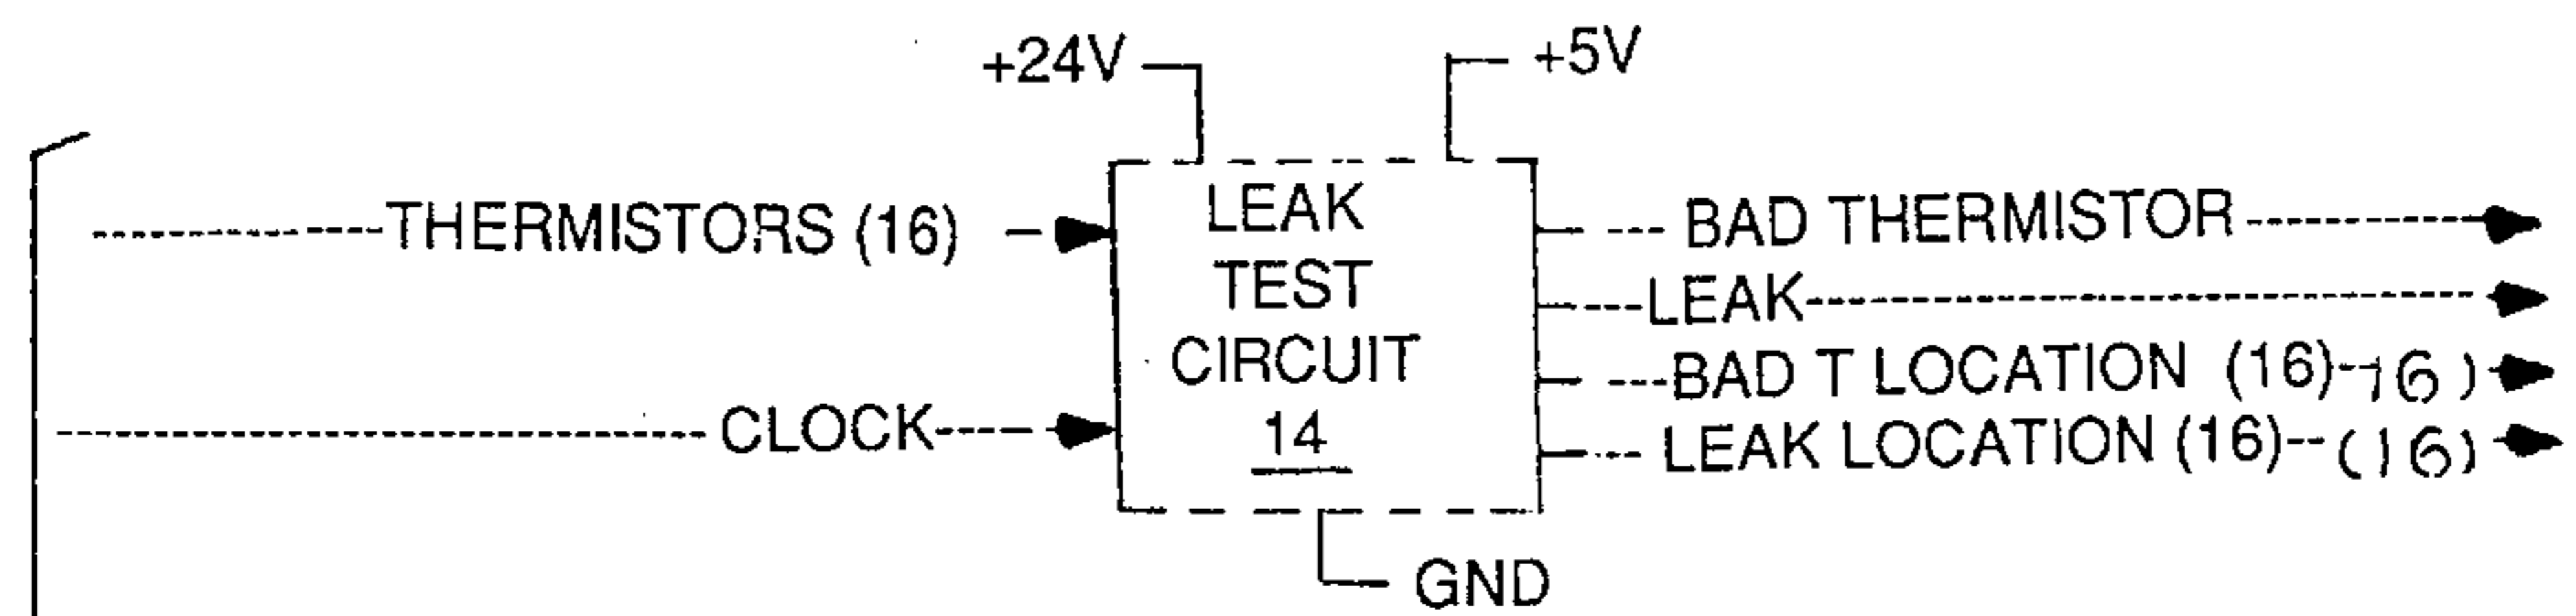 +24V
+5V
THERMISTORS (16)
CLOCK
LEAK
TEST
CIRCUIT
14
BAD THERMISTOR
LEAK
BAD T LOCATION (16) 16)
LEAK LOCATION (16) (16)
GND